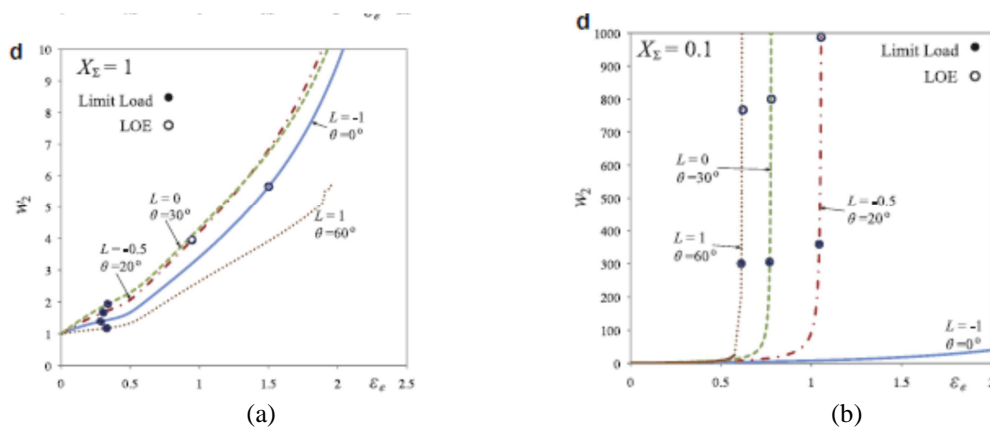 d
X_Σ = 1
Limit Load
LOE
L = -1
θ=0°
L = 0
θ=30°
L = -0.5
θ=20°
L = 1
θ=60°
w₂
10
9
8
7
6
5
4
3
2
1
0
0
0.5
1
1.5
2
2.5
ε_e
(a)
d
X_Σ = 0.1
Limit Load
LOE
L = 0
θ=30°
L = -0.5
θ=20°
L = 1
θ=60°
L = -1
θ=0°
w₂
1000
900
800
700
600
500
400
300
200
100
0
0
0.5
1
1.5
ε_e
(b)